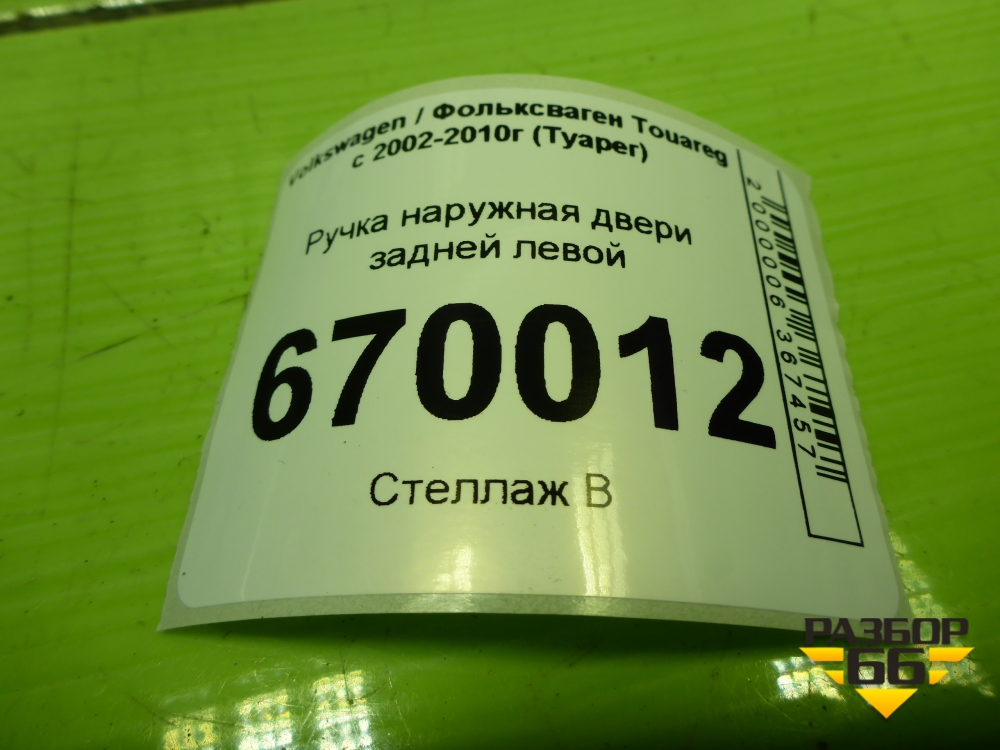 Volkswagen / Фольксваген Touareg
с 2002-2010г (Туарег)
Ручка наружная двери
задней левой
670012
Стеллаж В
2000006367457
РАЗБОР
66